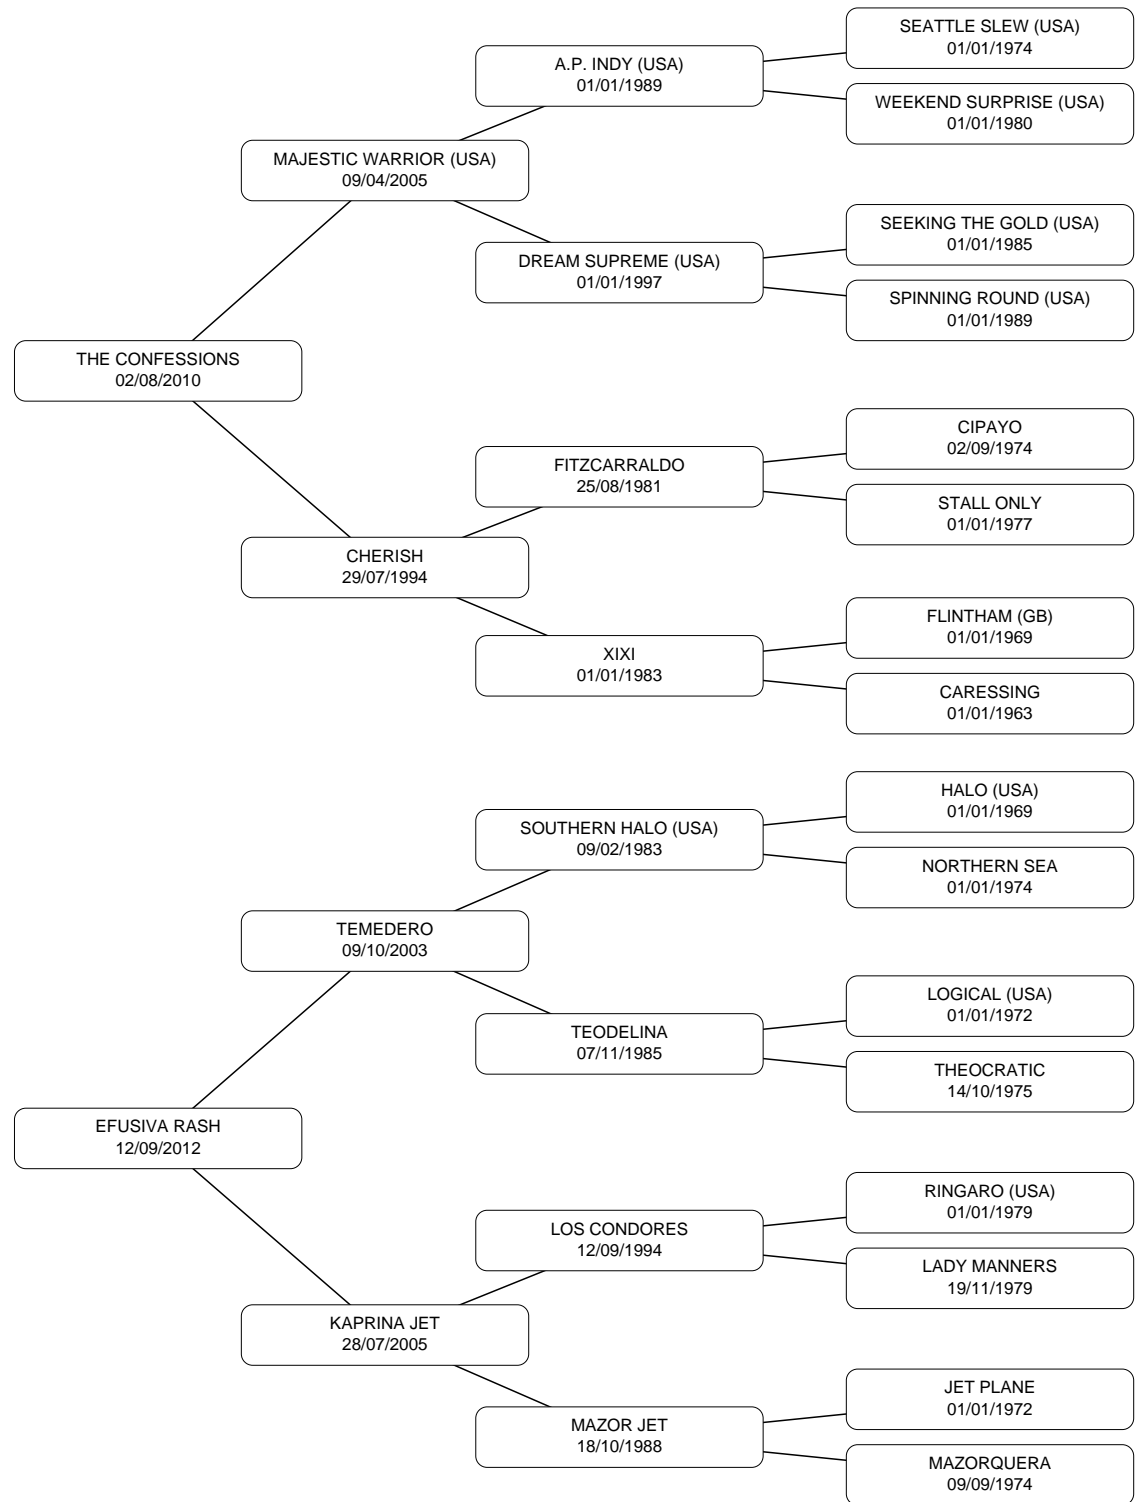 SEATTLE SLEW (USA)
01/01/1974
A.P. INDY (USA)
01/01/1989
WEEKEND SURPRISE (USA)
01/01/1980
MAJESTIC WARRIOR (USA)
09/04/2005
SEEKING THE GOLD (USA)
01/01/1985
DREAM SUPREME (USA)
01/01/1997
SPINNING ROUND (USA)
01/01/1989
THE CONFESSIONS
02/08/2010
CIPAYO
02/09/1974
FITZCARRALDO
25/08/1981
STALL ONLY
01/01/1977
CHERISH
29/07/1994
FLINTHAM (GB)
01/01/1969
XIXI
01/01/1983
CARESSING
01/01/1963
HALO (USA)
01/01/1969
SOUTHERN HALO (USA)
09/02/1983
NORTHERN SEA
01/01/1974
TEMEDERO
09/10/2003
LOGICAL (USA)
01/01/1972
TEODELINA
07/11/1985
THEOCRATIC
14/10/1975
EFUSIVA RASH
12/09/2012
RINGARO (USA)
01/01/1979
LOS CONDORES
12/09/1994
LADY MANNERS
19/11/1979
KAPRINA JET
28/07/2005
JET PLANE
01/01/1972
MAZOR JET
18/10/1988
MAZORQUERA
09/09/1974